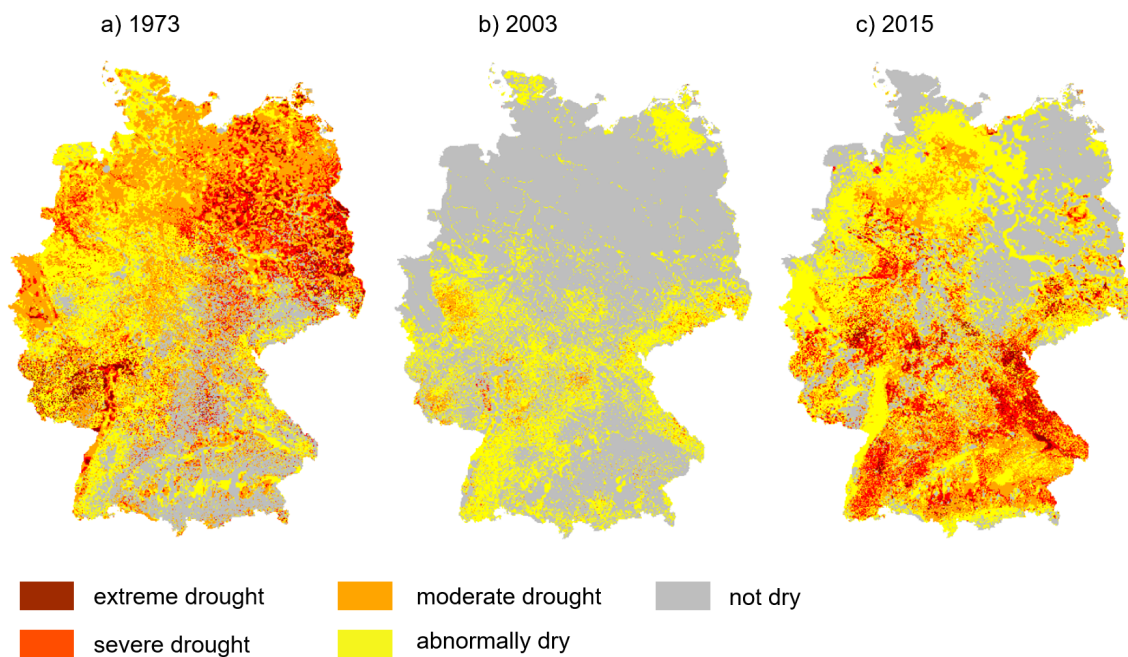 a) 1973
b) 2003
c) 2015
extreme drought
moderate drought
not dry
severe drought
abnormally dry